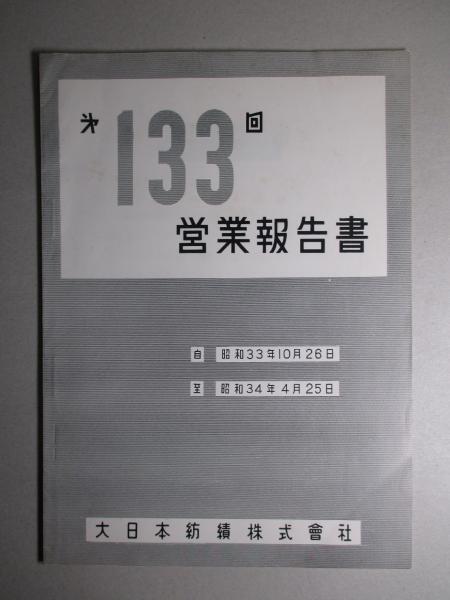 第133回
営業報告書
自 昭和33年10月26日
至 昭和34年4月25日
大日本紡績株式會社